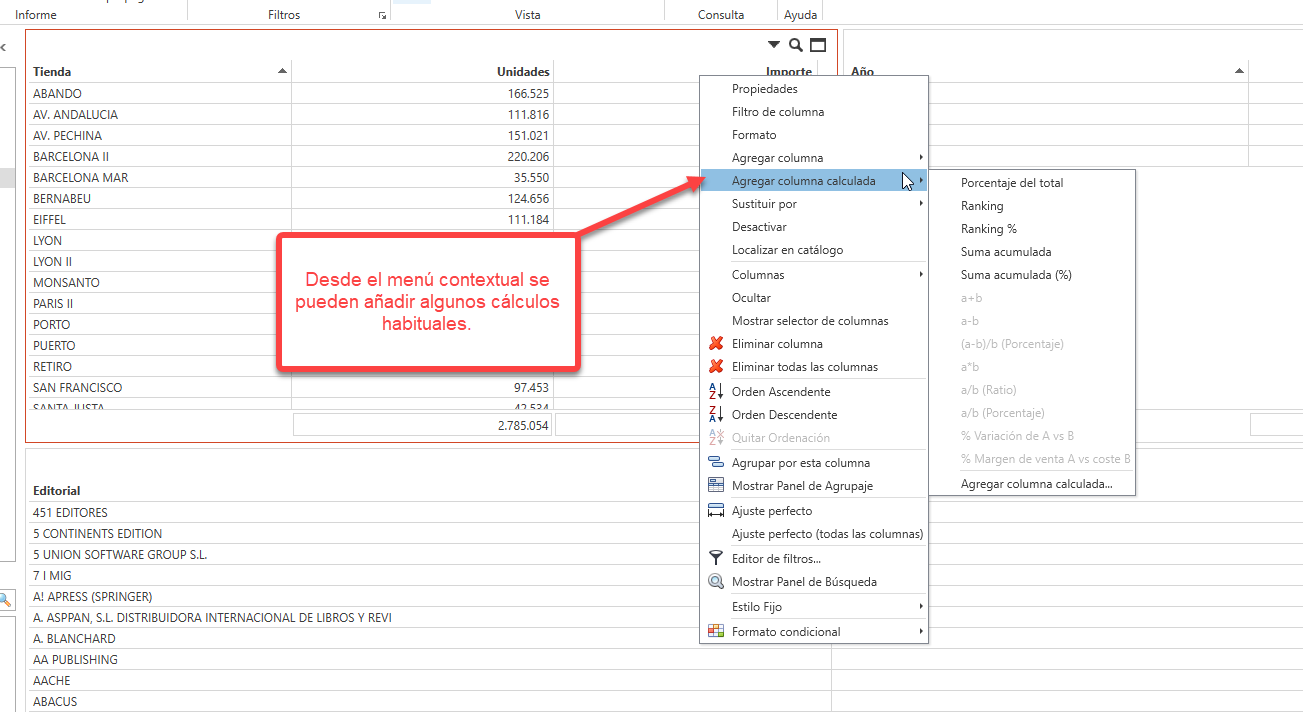 Informe
Filtros
Vista
Consulta
Ayuda
Tienda
Unidades
Importe
Año
ABANDO
166.525
AV. ANDALUCIA
111.816
AV. PECHINA
151.021
BARCELONA II
220.206
BARCELONA MAR
35.550
BERNABEU
124.656
EIFFEL
111.184
LYON
LYON II
MONSANTO
PARIS II
PORTO
PUERTO
RETIRO
SAN FRANCISCO
97.453
SANTA JUSTA
42.534
2.785.054
Desde el menú contextual se
pueden añadir algunos cálculos
habituales.
Propiedades
Filtro de columna
Formato
Agregar columna
Agregar columna calculada
Sustituir por
Desactivar
Localizar en catálogo
Columnas
Ocultar
Mostrar selector de columnas
Eliminar columna
Eliminar todas las columnas
Orden Ascendente
Orden Descendente
Quitar Ordenación
Agrupar por esta columna
Mostrar Panel de Agrupaje
Ajuste perfecto
Ajuste perfecto (todas las columnas)
Editor de filtros...
Mostrar Panel de Búsqueda
Estilo Fijo
Formato condicional
Porcentaje del total
Ranking
Ranking %
Suma acumulada
Suma acumulada (%)
a+b
a-b
(a-b)/b (Porcentaje)
a*b
a/b (Ratio)
a/b (Porcentaje)
% Variación de A vs B
% Margen de venta A vs coste B
Agregar columna calculada...
Editorial
451 EDITORES
5 CONTINENTS EDITION
5 UNION SOFTWARE GROUP S.L.
7 I MIG
A! APRESS (SPRINGER)
A. ASPPAN, S.L. DISTRIBUIDORA INTERNACIONAL DE LIBROS Y REVI
A. BLANCHARD
AA PUBLISHING
AACHE
ABACUS